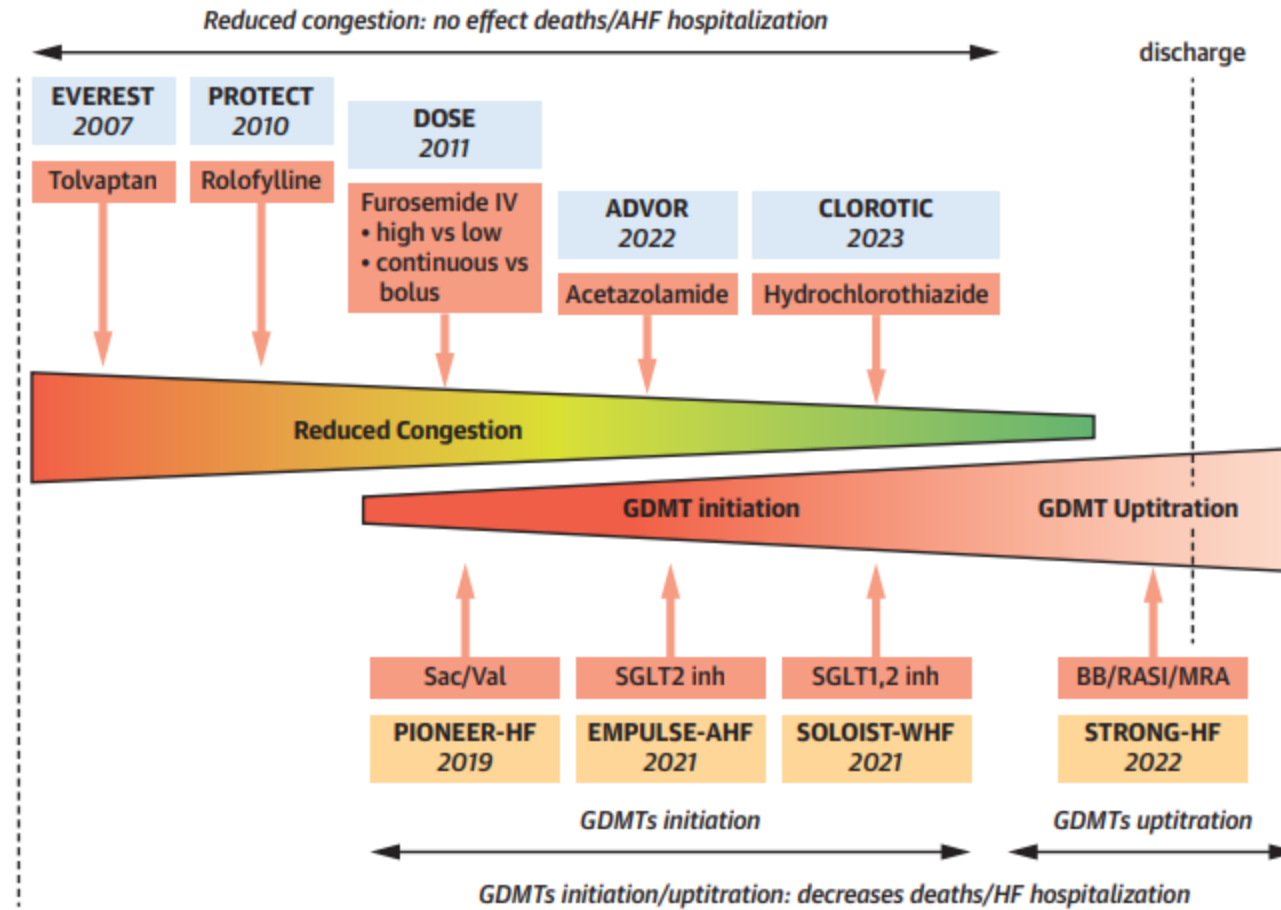 Reduced congestion: no effect deaths/AHF hospitalization
discharge
EVEREST
2007
Tolvaptan
PROTECT
2010
Rolofylline
DOSE
2011
Furosemide IV
• high vs low
• continuous vs
bolus
ADVOR
2022
Acetazolamide
CLOROTIC
2023
Hydrochlorothiazide
Reduced Congestion
GDMT initiation
GDMT Uptitration
Sac/Val
PIONEER-HF
2019
SGLT2 inh
EMPULSE-AHF
2021
SGLT1,2 inh
SOLOIST-WHF
2021
BB/RASI/MRA
STRONG-HF
2022
GDMTs initiation
GDMTs uptitration
GDMTs initiation/uptitration: decreases deaths/HF hospitalization